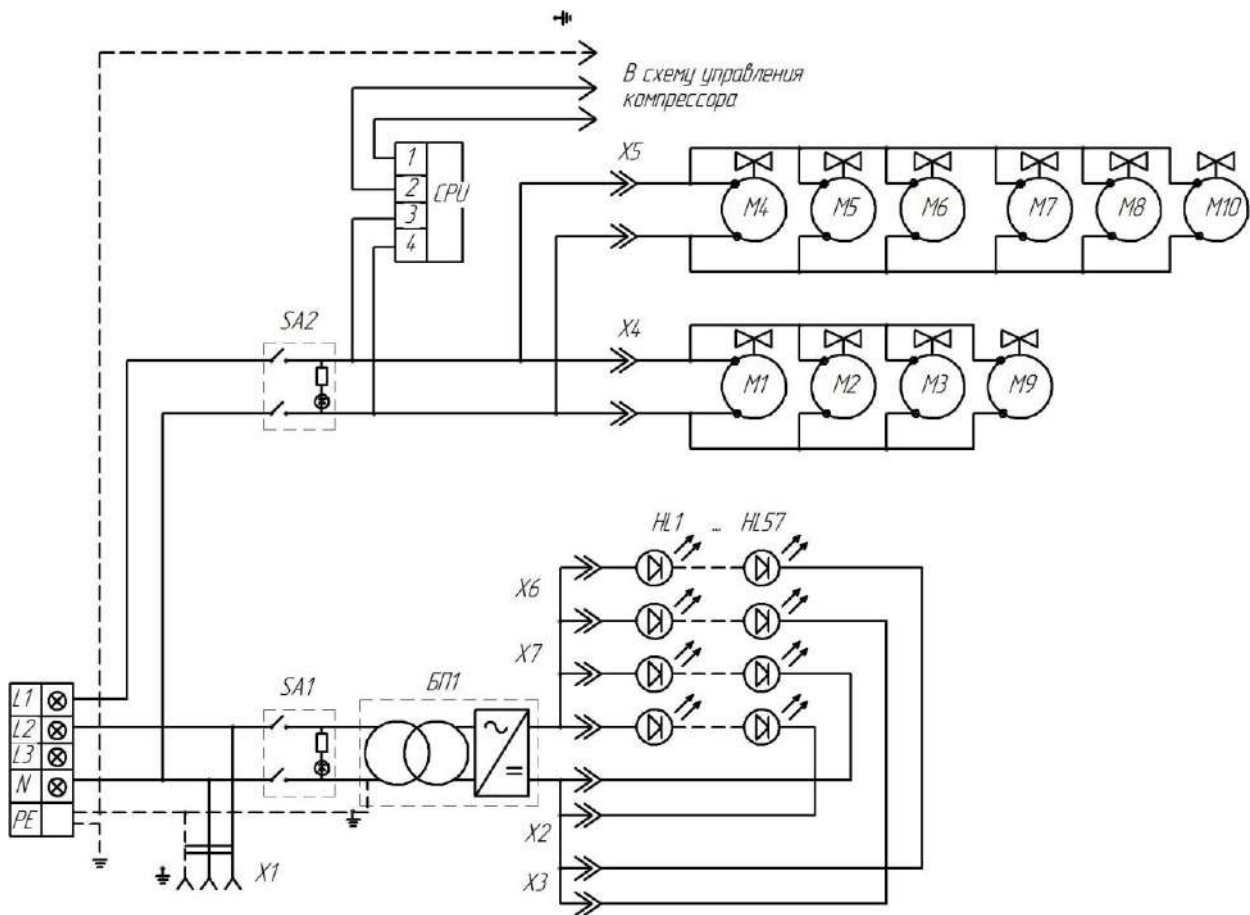 В схему управления
компрессора
1
2
3
4
CPU
X5
M4
M5
M6
M7
M8
M10
SA2
X4
M1
M2
M3
M9
HL1 ... HL57
X6
X7
L1
L2
L3
N
PE
SA1
БП1
X2
X3
X1